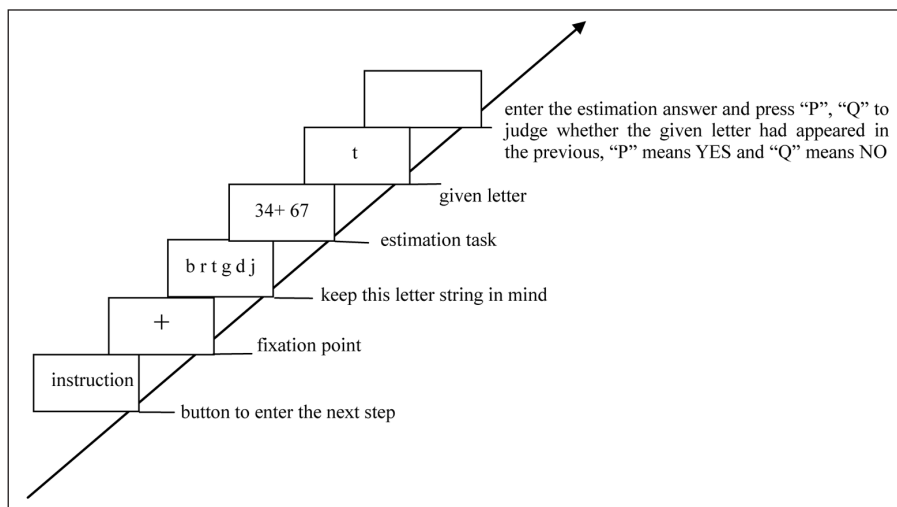 enter the estimation answer and press “P”, “Q” to
judge whether the given letter had appeared in
the previous, “P” means YES and “Q” means NO
t
given letter
34+ 67
estimation task
b r t g d j
keep this letter string in mind
+
fixation point
instruction
button to enter the next step